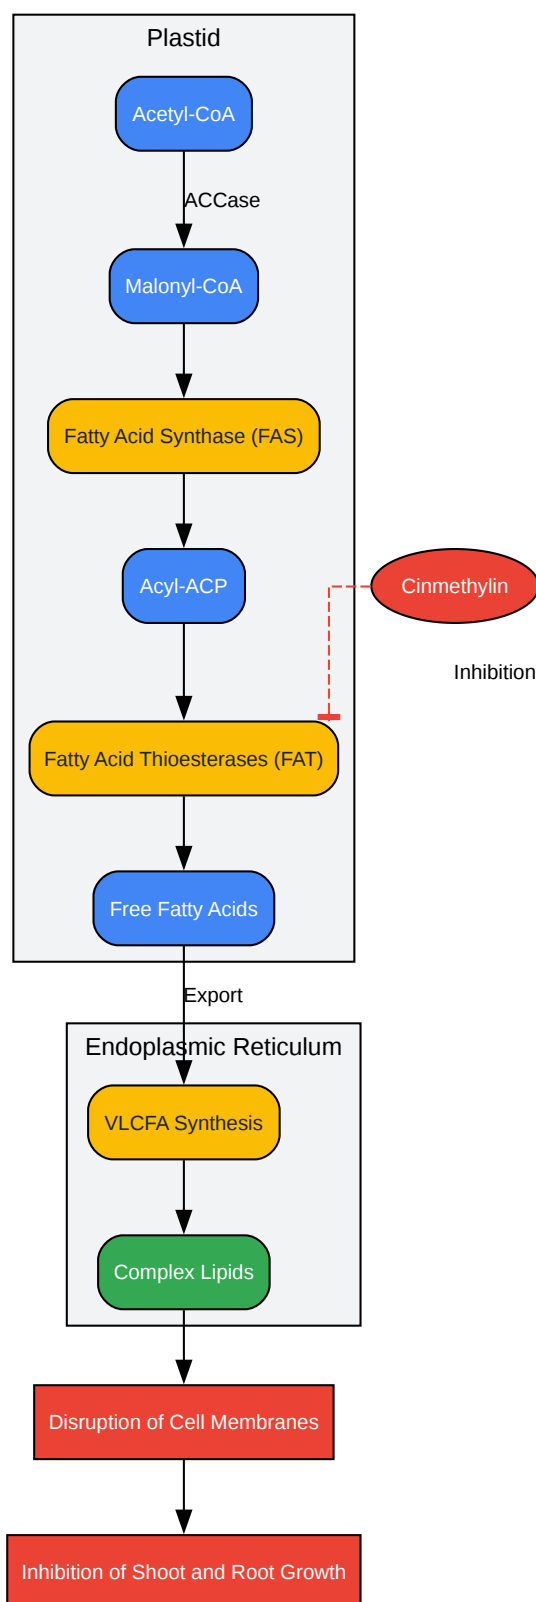 Plastid
Acetyl-CoA
ACCase
Malonyl-CoA
Fatty Acid Synthase (FAS)
Acyl-ACP
Cinmethylin
Inhibition
Fatty Acid Thioesterases (FAT)
Free Fatty Acids
Export
Endoplasmic Reticulum
VLCFA Synthesis
Complex Lipids
Disruption of Cell Membranes
Inhibition of Shoot and Root Growth